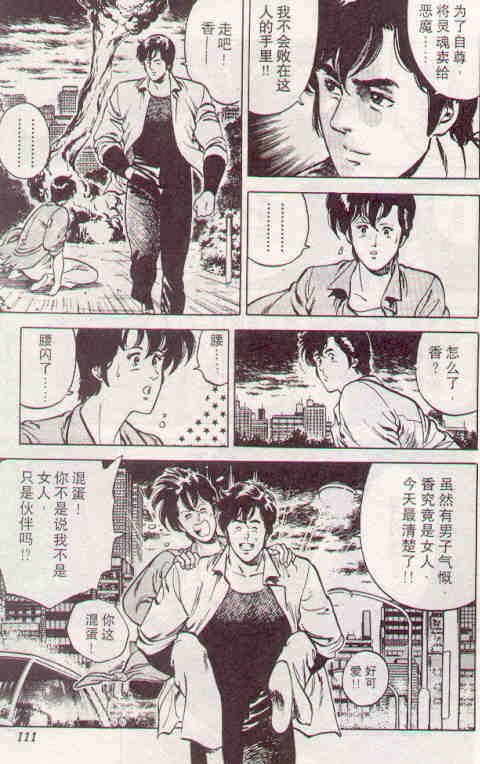 为了自尊，
将灵魂卖给
恶魔……
我不会败在这
人的手里!!
走吧！
香——
…………
…………
怎么了，
香？
腰……
腰闪了……
虽然有男子气慨，
香究竟是女人，
今天最清楚了!!
好可
爱!!
混蛋！
你不是说我不是
女人，
只是伙伴吗!?
你这
混蛋！
111